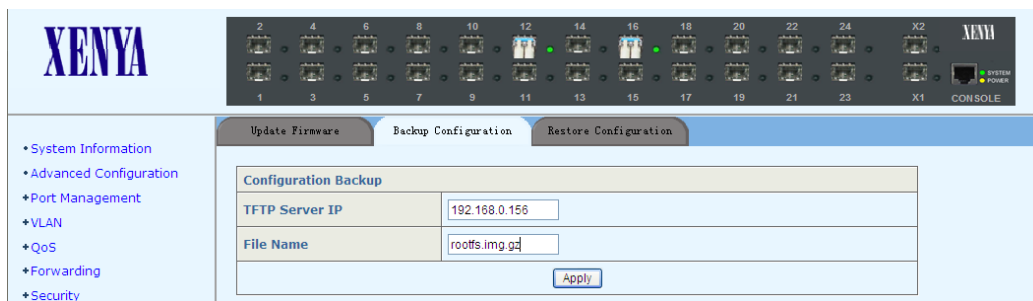 XENYA
2 4 6 8 10 12 14 16 18 20 22 24 X2 XENYA
SYSTEM
POWER
1 3 5 7 9 11 13 15 17 19 21 23 X1 CONSOLE
Update Firmware Backup Configuration Restore Configuration
System Information
Advanced Configuration
Port Management
VLAN
QoS
Forwarding
Security
Configuration Backup
TFTP Server IP 192.168.0.156
File Name rootfs.img.gz
Apply